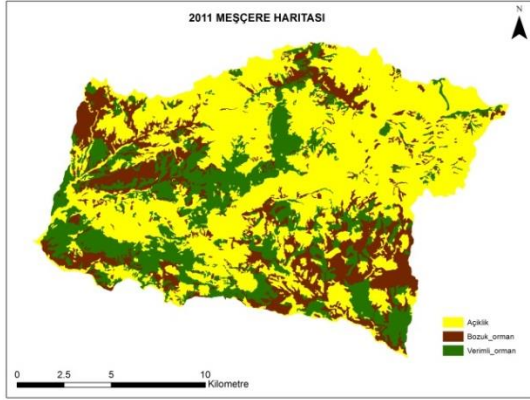 2011 MEŞÇERE HARITASI
N
Açiklik
Bozuk_orman
Verimli_orman
0 2.5 5 10
Kilometre